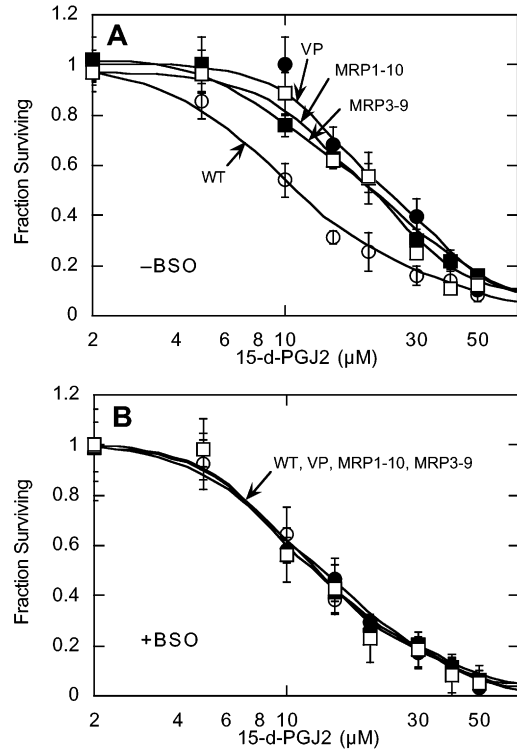 A
1.2
1
0.8
0.6
0.4
0.2
0
Fraction Surviving
VP
MRP1-10
MRP3-9
WT
–BSO
2
4
6
8
10
30
50
15-d-PGJ2 (µM)
B
1.2
1
0.8
0.6
0.4
0.2
0
Fraction Surviving
WT, VP, MRP1-10, MRP3-9
+BSO
2
4
6
8
10
30
50
15-d-PGJ2 (µM)